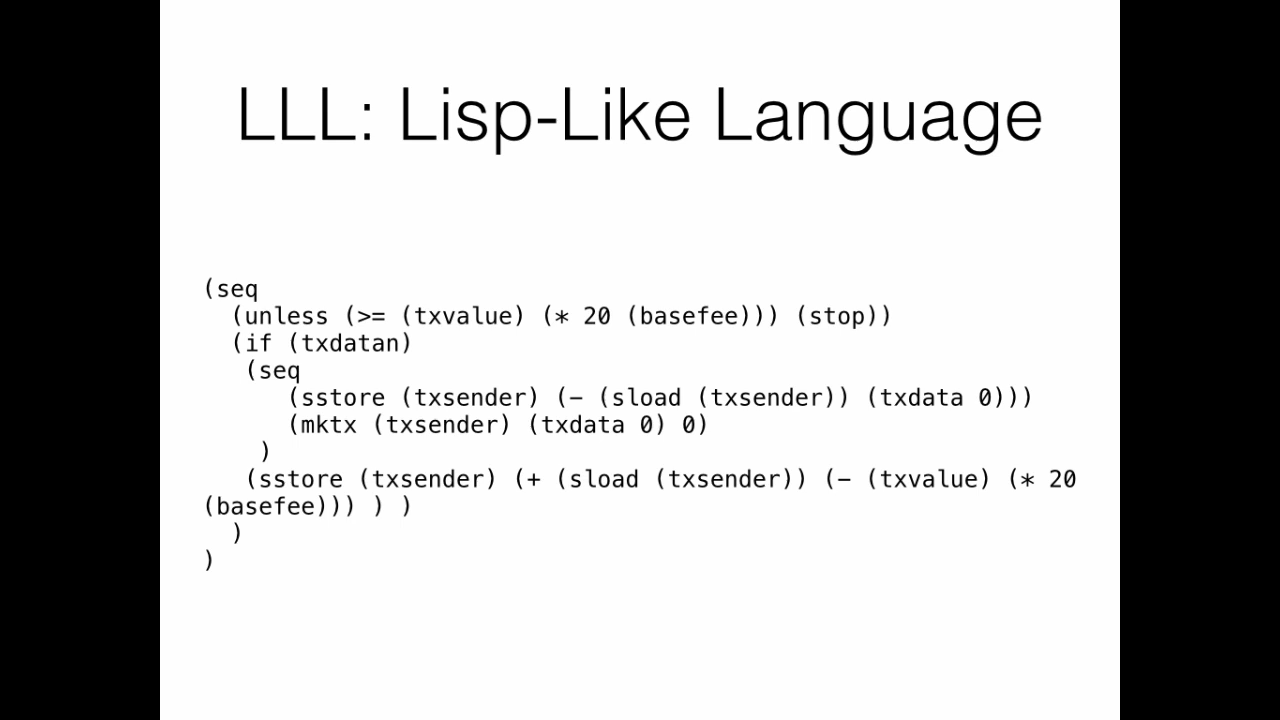 LLL: Lisp-Like Language
(seq
  (unless (>= (txvalue) (* 20 (basefee))) (stop))
  (if (txdatan)
   (seq
      (sstore (txsender) (- (sload (txsender)) (txdata 0)))
      (mktx (txsender) (txdata 0) 0)
    )
   (sstore (txsender) (+ (sload (txsender)) (- (txvalue) (* 20
(basefee))) ) )
  )
)